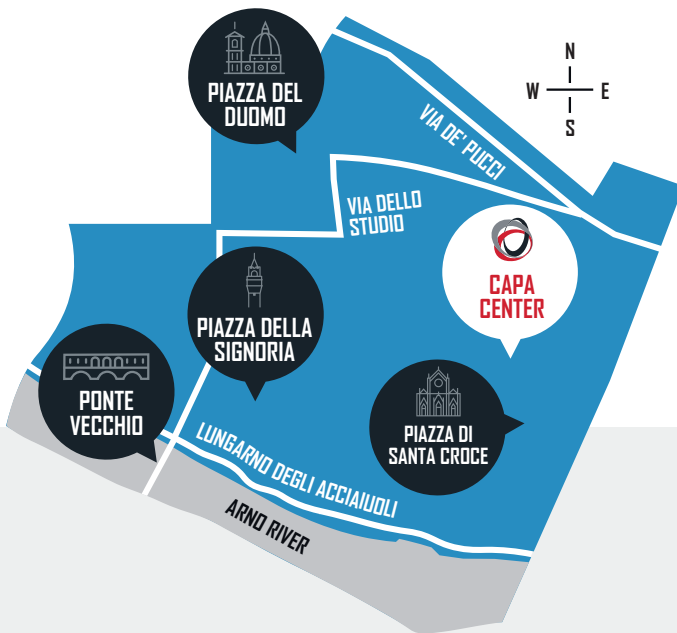 N
W E
S
PIAZZA DEL
DUOMO
VIA DE' PUCCI
VIA DELLO
STUDIO
CAPA
CENTER
PIAZZA DELLA
SIGNORIA
PONTE
VECCHIO
PIAZZA DI
SANTA CROCE
LUNGARNO DEGLI ACCIAIUOLI
ARNO RIVER